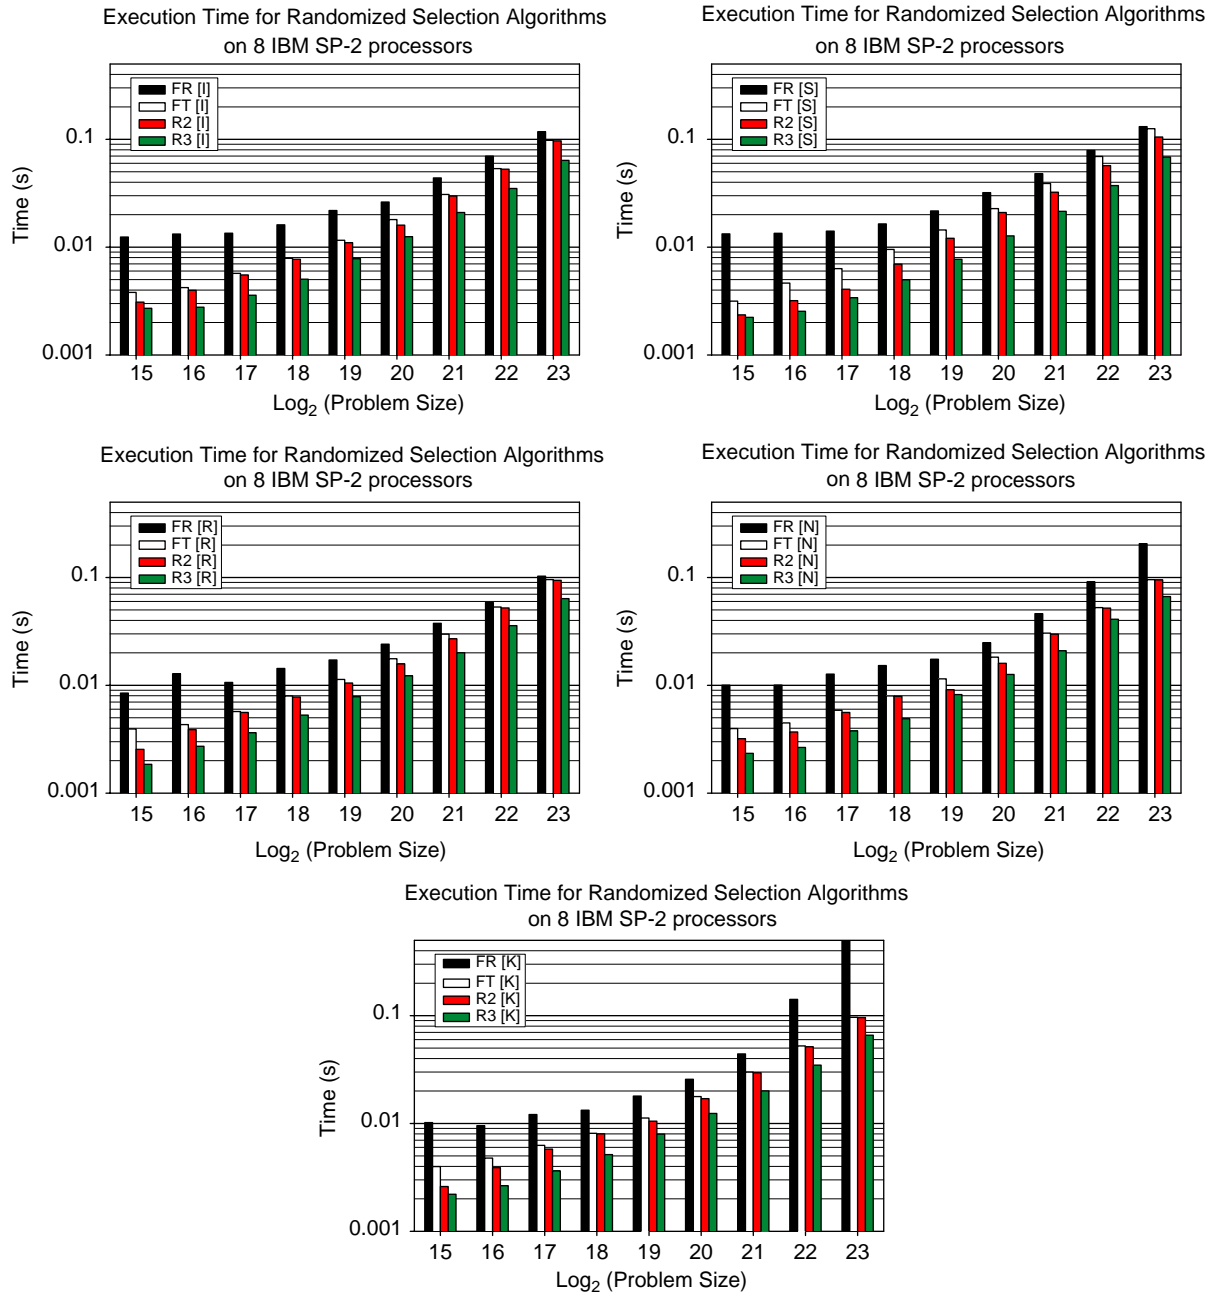 Execution Time for Randomized Selection Algorithms
on 8 IBM SP-2 processors
FR [I]
FT [I]
R2 [I]
R3 [I]
0.1
0.01
0.001
Time (s)
15 16 17 18 19 20 21 22 23
Log2 (Problem Size)
Execution Time for Randomized Selection Algorithms
on 8 IBM SP-2 processors
FR [S]
FT [S]
R2 [S]
R3 [S]
0.1
0.01
0.001
Time (s)
15 16 17 18 19 20 21 22 23
Log2 (Problem Size)
Execution Time for Randomized Selection Algorithms
on 8 IBM SP-2 processors
FR [R]
FT [R]
R2 [R]
R3 [R]
0.1
0.01
0.001
Time (s)
15 16 17 18 19 20 21 22 23
Log2 (Problem Size)
Execution Time for Randomized Selection Algorithms
on 8 IBM SP-2 processors
FR [N]
FT [N]
R2 [N]
R3 [N]
0.1
0.01
0.001
Time (s)
15 16 17 18 19 20 21 22 23
Log2 (Problem Size)
Execution Time for Randomized Selection Algorithms
on 8 IBM SP-2 processors
FR [K]
FT [K]
R2 [K]
R3 [K]
0.1
0.01
0.001
Time (s)
15 16 17 18 19 20 21 22 23
Log2 (Problem Size)